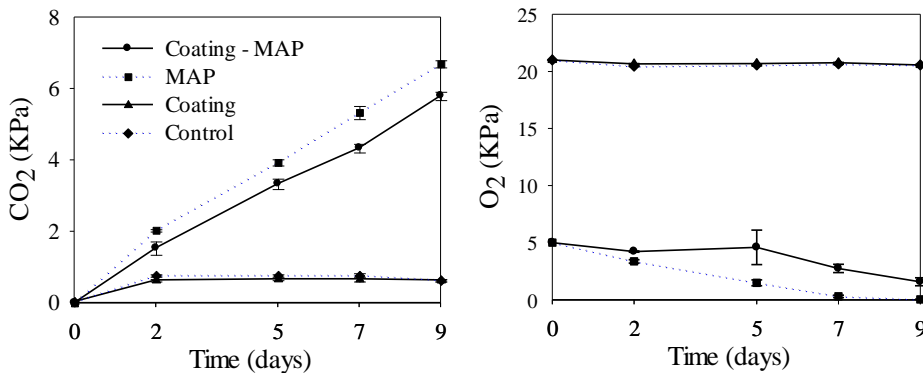 CO2 (KPa)
8
6
4
2
0
Coating - MAP
MAP
Coating
Control
0 2 5 7 9
Time (days)
O2 (KPa)
25
20
15
10
5
0
0 2 5 7 9
Time (days)